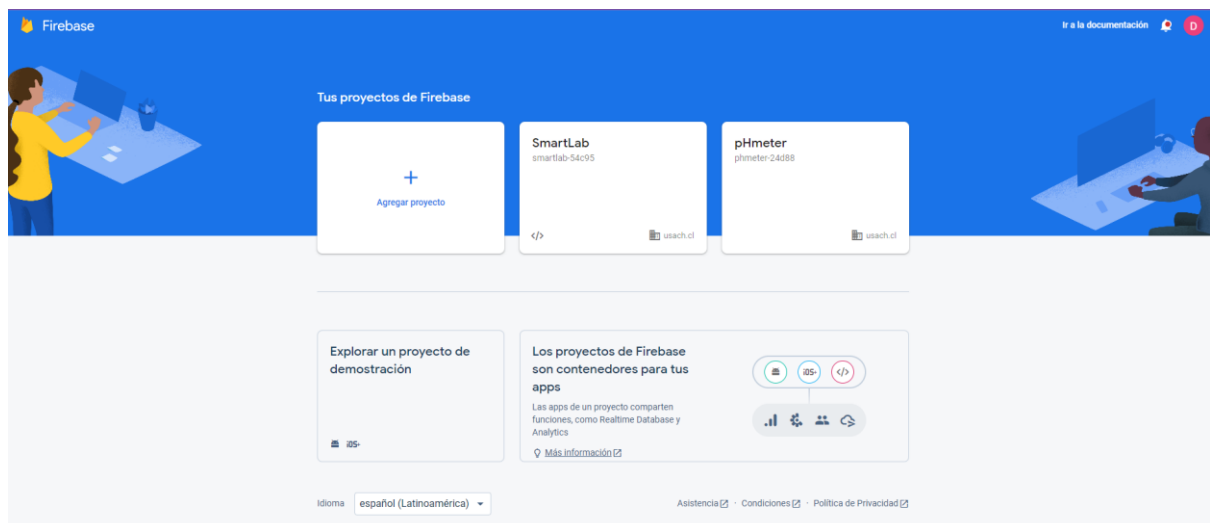 Firebase
Ir a la documentación
D
Tus proyectos de Firebase
Agregar proyecto
SmartLab
smartlab-54c95
</>
usach.cl
pHmeter
phmeter-24d88
usach.cl
Explorar un proyecto de
demostración
iOS+
Los proyectos de Firebase
son contenedores para tus
apps
Las apps de un proyecto comparten
funciones, como Realtime Database y
Analytics
Más información
iOS+
</>
Idioma
español (Latinoamérica)
Asistencia · Condiciones · Política de Privacidad